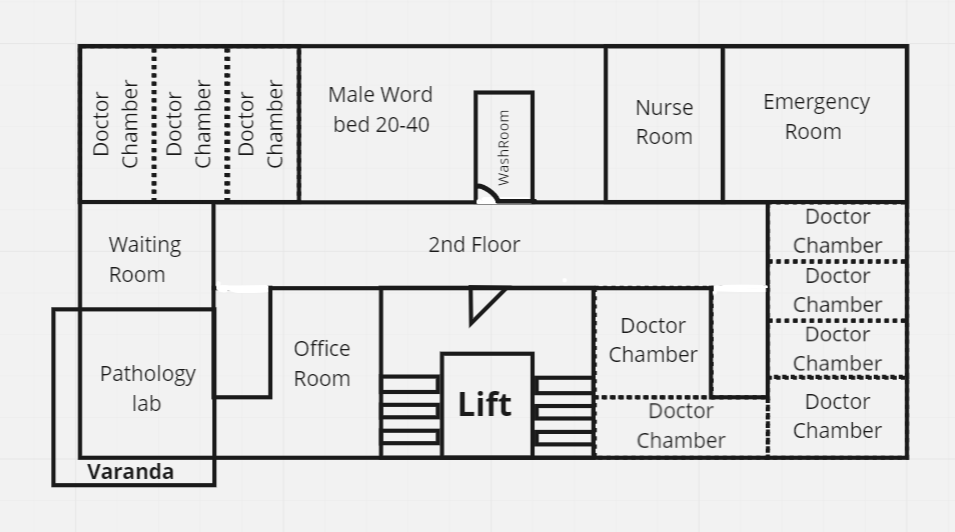 Doctor
Chamber
Doctor
Chamber
Doctor
Chamber
Male Word
bed 20-40
WashRoom
Nurse
Room
Emergency
Room
Waiting
Room
2nd Floor
Doctor
Chamber
Doctor
Chamber
Doctor
Chamber
Doctor
Chamber
Pathology
lab
Office
Room
Lift
Doctor
Chamber
Doctor
Chamber
Varanda